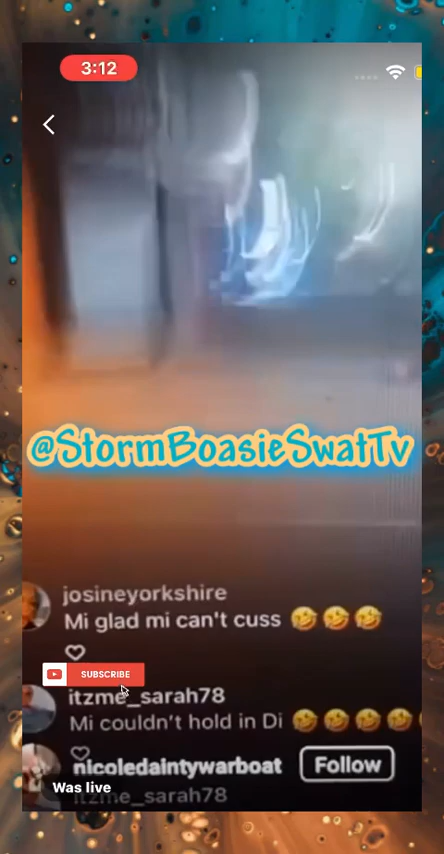 3:12
@StormBoasieSwatTv
josineyorkshire
Mi glad mi can't cuss 🤣🤣🤣
SUBSCRIBE
itzme_sarah78
Mi couldn't hold in Di 🤣🤣🤣🤣
nicoledaintywarboat
Follow
Was live
itzme_sarah78